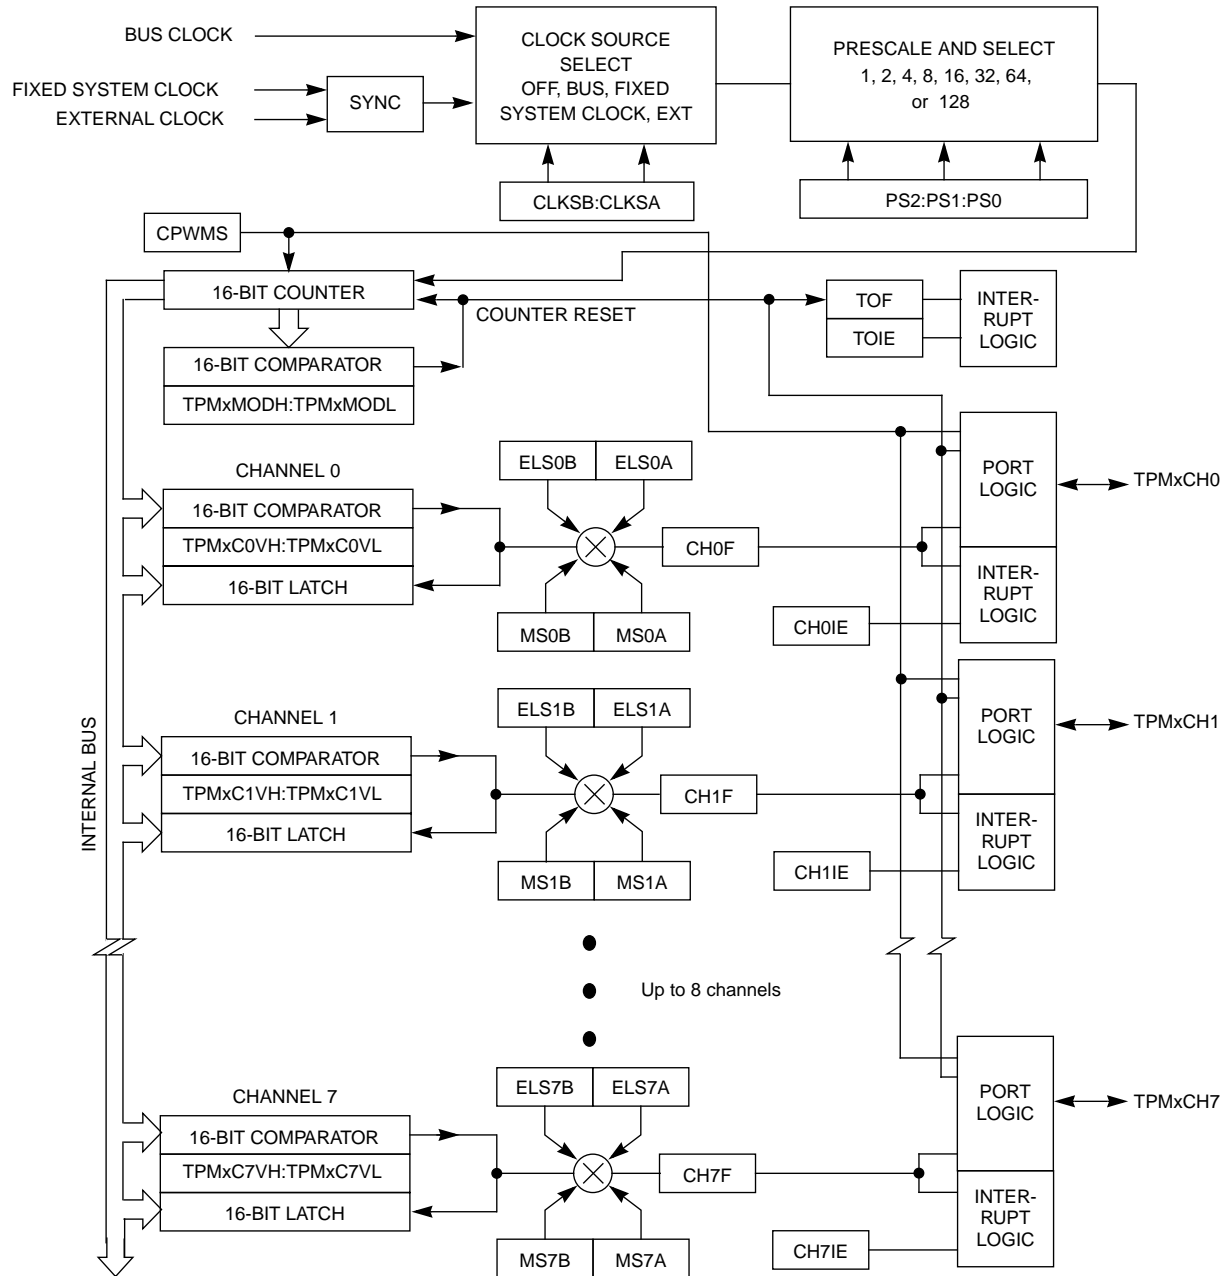 BUS CLOCK
CLOCK SOURCE
SELECT
OFF, BUS, FIXED
SYSTEM CLOCK, EXT
PRESCALE AND SELECT
1, 2, 4, 8, 16, 32, 64,
or 128
FIXED SYSTEM CLOCK
EXTERNAL CLOCK
SYNC
CLKSB:CLKSA
PS2:PS1:PS0
CPWMS
16-BIT COUNTER
COUNTER RESET
TOF
TOIE
INTER-
RUPT
LOGIC
16-BIT COMPARATOR
TPMxMODH:TPMxMODL
CHANNEL 0
16-BIT COMPARATOR
TPMxC0VH:TPMxC0VL
16-BIT LATCH
ELS0B
ELS0A
MS0B
MS0A
CH0F
CH0IE
PORT
LOGIC
INTER-
RUPT
LOGIC
TPMxCH0
INTERNAL BUS
CHANNEL 1
16-BIT COMPARATOR
TPMxC1VH:TPMxC1VL
16-BIT LATCH
ELS1B
ELS1A
MS1B
MS1A
CH1F
CH1IE
PORT
LOGIC
INTER-
RUPT
LOGIC
TPMxCH1
Up to 8 channels
CHANNEL 7
16-BIT COMPARATOR
TPMxC7VH:TPMxC7VL
16-BIT LATCH
ELS7B
ELS7A
MS7B
MS7A
CH7F
CH7IE
PORT
LOGIC
INTER-
RUPT
LOGIC
TPMxCH7